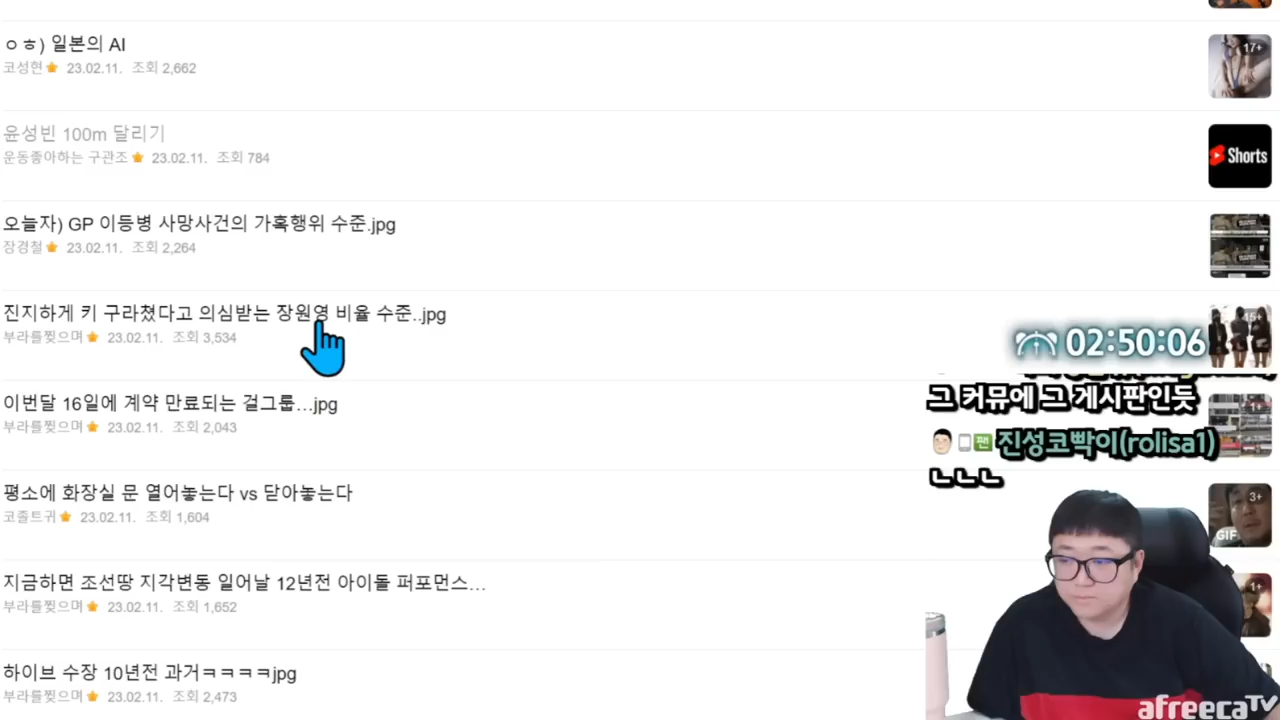 ㅇㅎ) 일본의 AI
코성현 23.02.11. 조회 2,662
17+
윤성빈 100m 달리기
운동좋아하는 구관조 23.02.11. 조회 784
Shorts
오늘자) GP 이등병 사망사건의 가혹행위 수준.jpg
장경철 23.02.11. 조회 2,264
진지하게 키 구라쳤다고 의심받는 장원영 비율 수준..jpg
부라를찢으며 23.02.11. 조회 3,534
15+
02:50:06
그 커뮤에 그 게시판인듯
이번달 16일에 계약 만료되는 걸그룹...jpg
부라를찢으며 23.02.11. 조회 2,043
1+
팬 진성코빡이(rolisa1)
ㄴㄴㄴ
평소에 화장실 문 열어놓는다 vs 닫아놓는다
코졸트귀 23.02.11. 조회 1,604
3+
GIF
지금하면 조선땅 지각변동 일어날 12년전 아이돌 퍼포먼스...
부라를찢으며 23.02.11. 조회 1,652
1+
하이브 수장 10년전 과거ㅋㅋㅋㅋjpg
부라를찢으며 23.02.11. 조회 2,473
afreecaTV